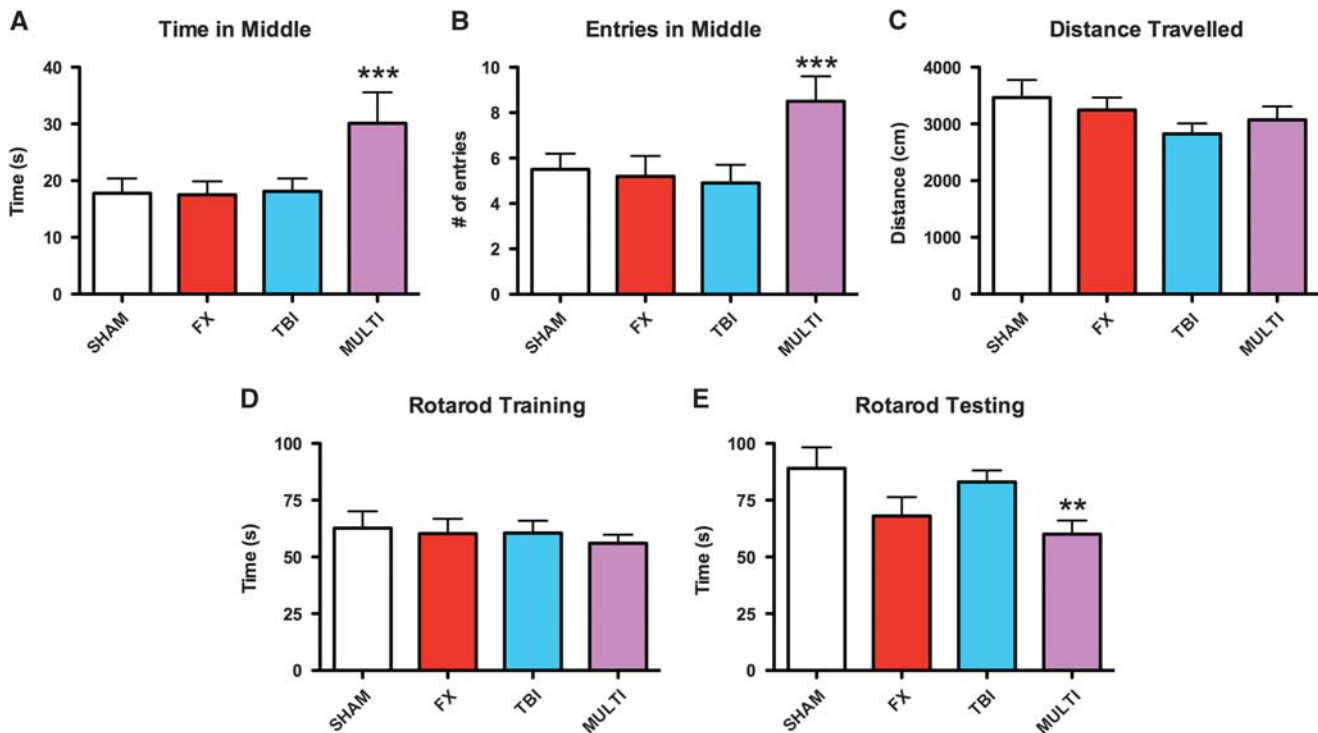 A Time in Middle
Time (s)
40
30
20
10
0
***
SHAM
FX
TBI
MULTI
B Entries in Middle
# of entries
10
8
6
4
2
0
***
SHAM
FX
TBI
MULTI
C Distance Travelled
Distance (cm)
4000
3000
2000
1000
0
SHAM
FX
TBI
MULTI
D Rotarod Training
Time (s)
100
75
50
25
0
SHAM
FX
TBI
MULTI
E Rotarod Testing
Time (s)
100
75
50
25
0
**
SHAM
FX
TBI
MULTI